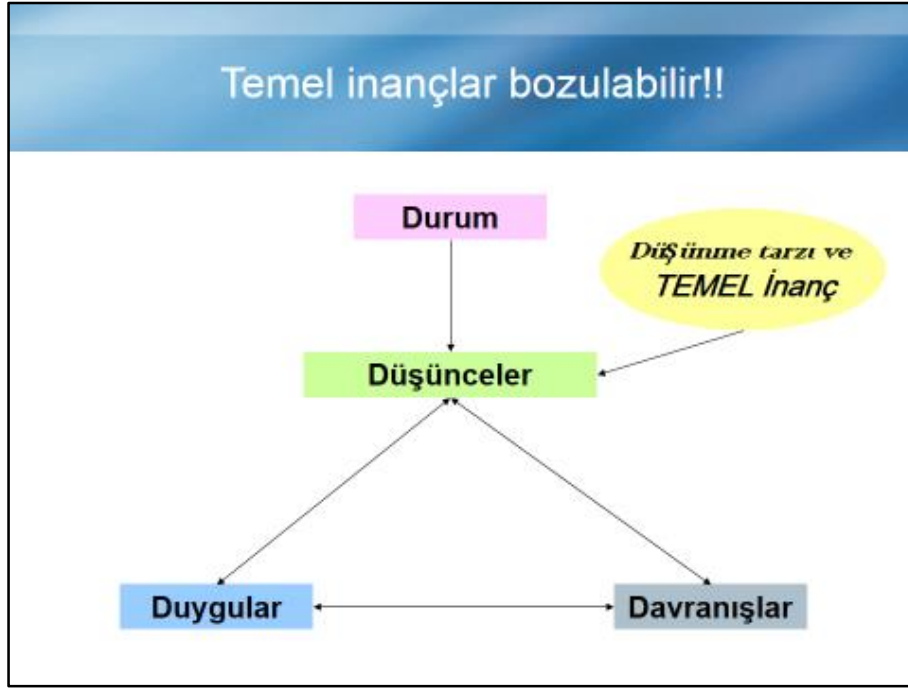 Temel inançlar bozulabilir!!
Durum
Düşünme tarzı ve
TEMEL İnanç
Düşünceler
Duygular
Davranışlar